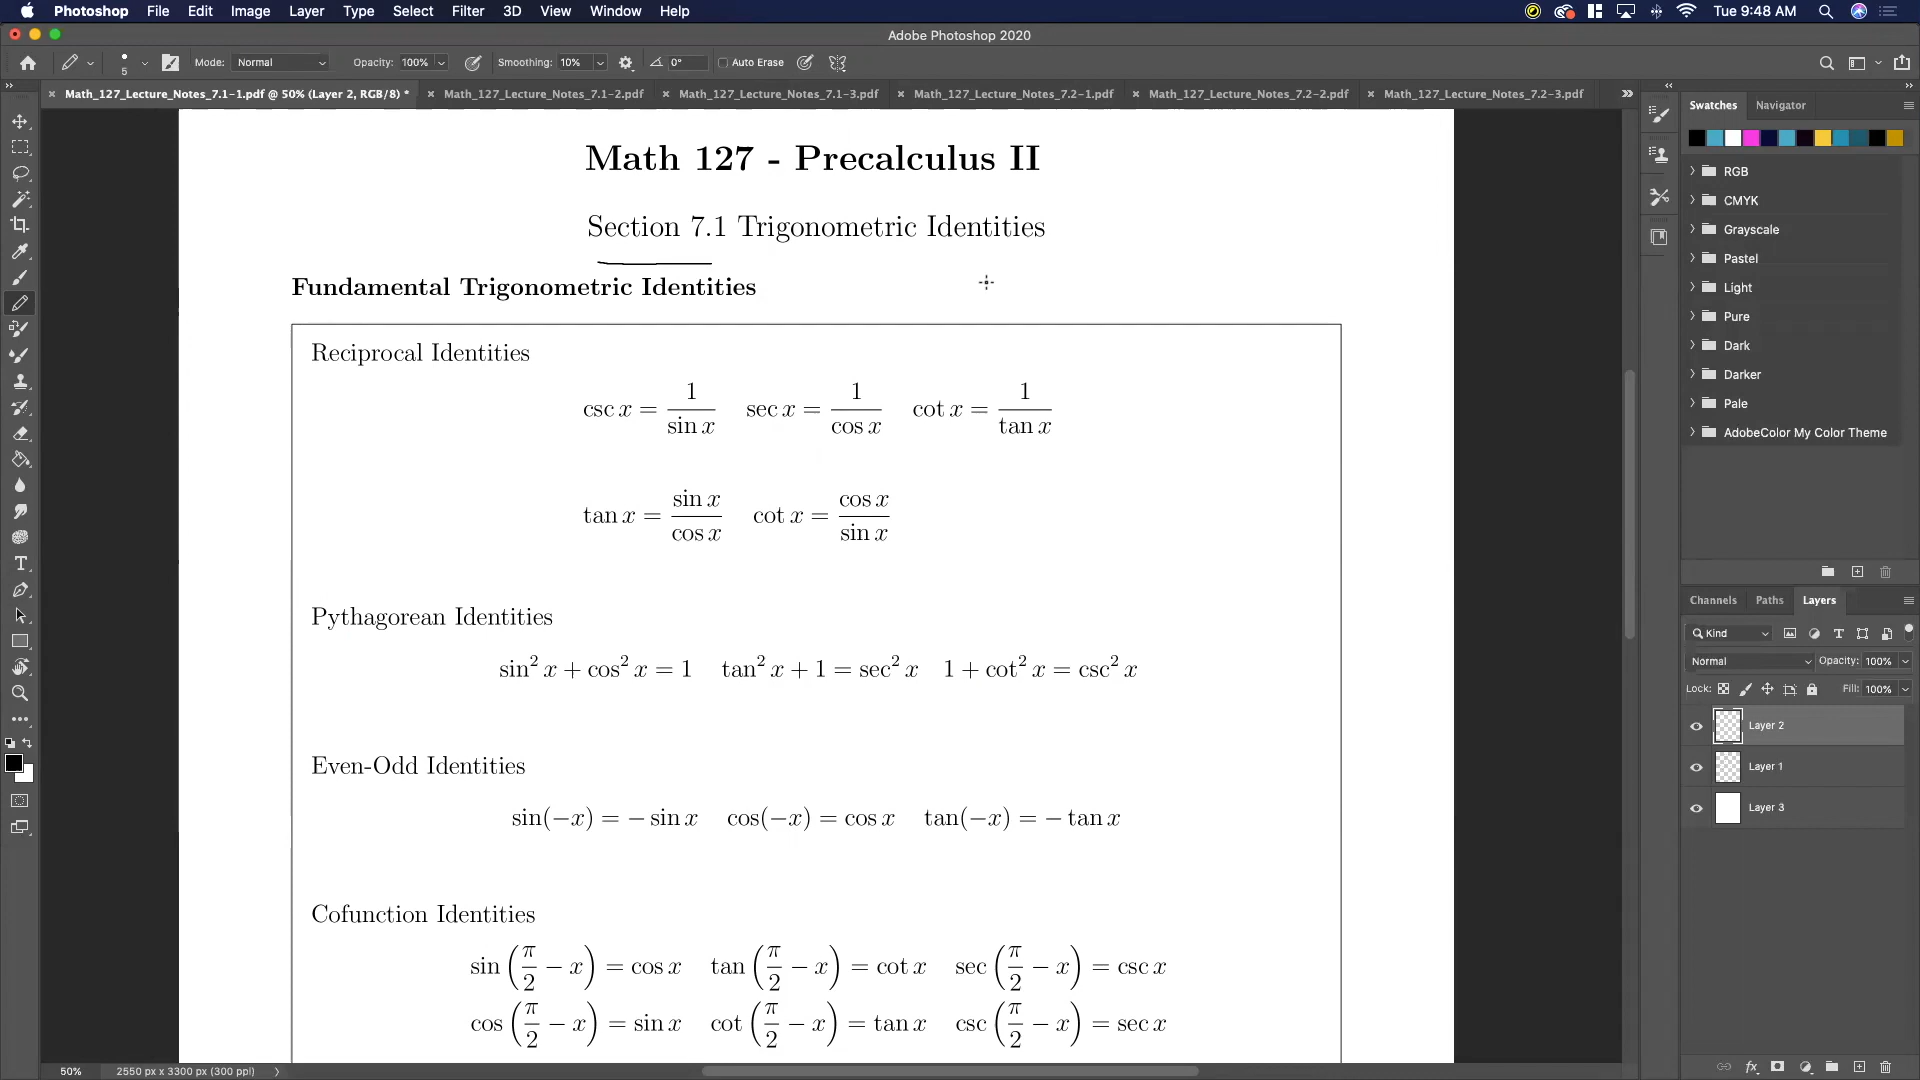 Photoshop File Edit Image Layer Type Select Filter 3D View Window Help Tue 9:48 AM
Adobe Photoshop 2020
5 Mode: Normal Opacity: 100% Smoothing: 10% 0° Auto Erase
Math_127_Lecture_Notes_7.1-1.pdf @ 50% (Layer 2, RGB/8) * Math_127_Lecture_Notes_7.1-2.pdf Math_127_Lecture_Notes_7.1-3.pdf Math_127_Lecture_Notes_7.2-1.pdf Math_127_Lecture_Notes_7.2-2.pdf Math_127_Lecture_Notes_7.2-3.pdf
Math 127 - Precalculus II
Section 7.1 Trigonometric Identities
Fundamental Trigonometric Identities
Reciprocal Identities
csc x = 1/sin x sec x = 1/cos x cot x = 1/tan x
tan x = sin x/cos x cot x = cos x/sin x
Pythagorean Identities
sin² x + cos² x = 1 tan² x + 1 = sec² x 1 + cot² x = csc² x
Even-Odd Identities
sin(−x) = − sin x cos(−x) = cos x tan(−x) = − tan x
Cofunction Identities
sin (π/2 − x) = cos x tan (π/2 − x) = cot x sec (π/2 − x) = csc x
cos (π/2 − x) = sin x cot (π/2 − x) = tan x csc (π/2 − x) = sec x
50% 2550 px x 3300 px (300 ppi)
Swatches Navigator
RGB
CMYK
Grayscale
Pastel
Light
Pure
Dark
Darker
Pale
AdobeColor My Color Theme
Channels Paths Layers
Kind
Normal Opacity: 100%
Lock: Fill: 100%
Layer 2
Layer 1
Layer 3
fx